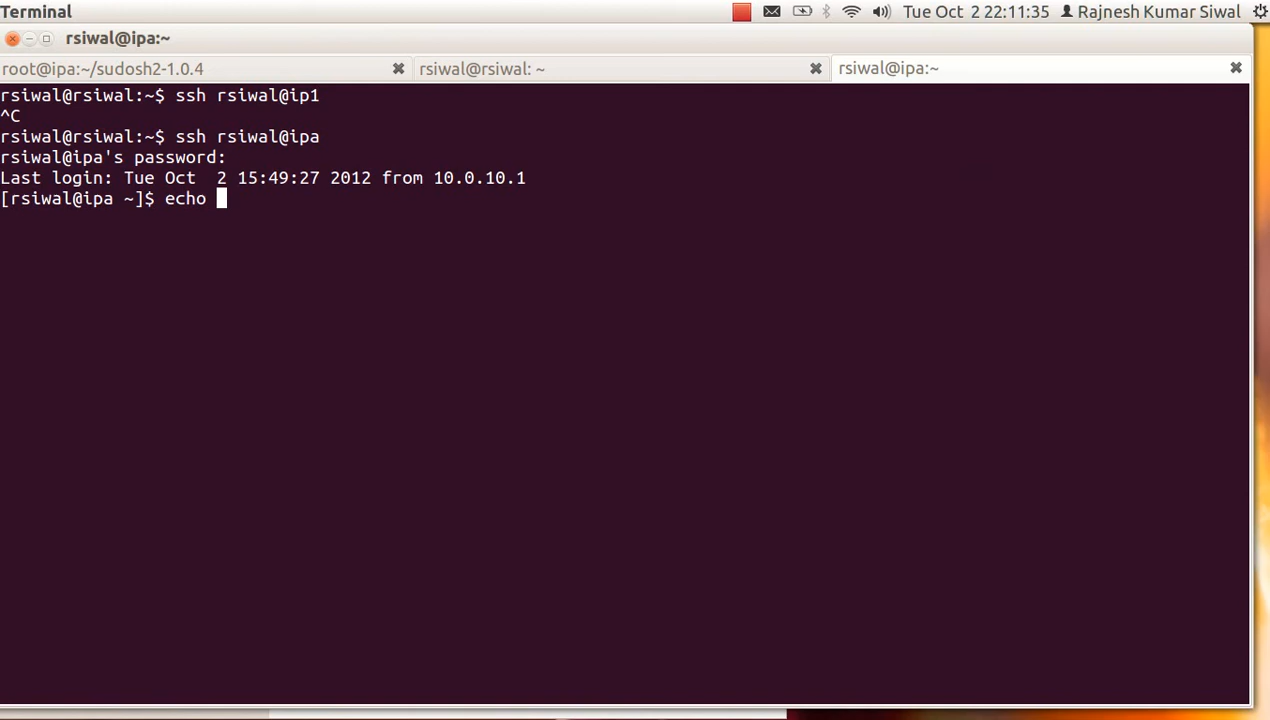 Terminal
Tue Oct 2 22:11:35
Rajnesh Kumar Siwal
rsiwal@ipa:~
root@ipa:~/sudosh2-1.0.4
rsiwal@rsiwal: ~
rsiwal@ipa:~
rsiwal@rsiwal:~$ ssh rsiwal@ip1
^C
rsiwal@rsiwal:~$ ssh rsiwal@ipa
rsiwal@ipa's password:
Last login: Tue Oct  2 15:49:27 2012 from 10.0.10.1
[rsiwal@ipa ~]$ echo